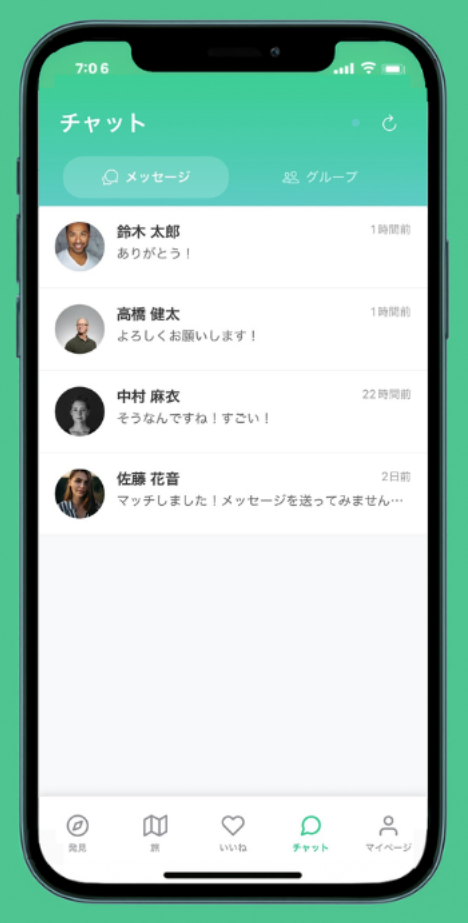 7:06
チャット
メッセージ
グループ
鈴木 太郎
1時間前
ありがとう！
高橋 健太
1時間前
よろしくお願いします！
中村 麻衣
22時間前
そうなんですね！すごい！
佐藤 花音
2日前
マッチしました！メッセージを送ってみません…
発見
旅
いいね
チャット
マイページ